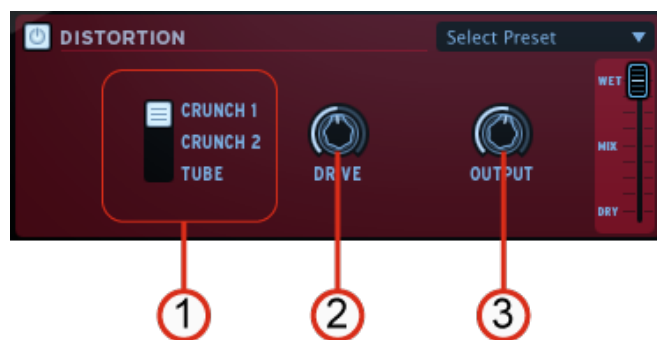 DISTORTION
Select Preset
CRUNCH 1
CRUNCH 2
TUBE
DRIVE
OUTPUT
WET
MIX
DRY
1
2
3